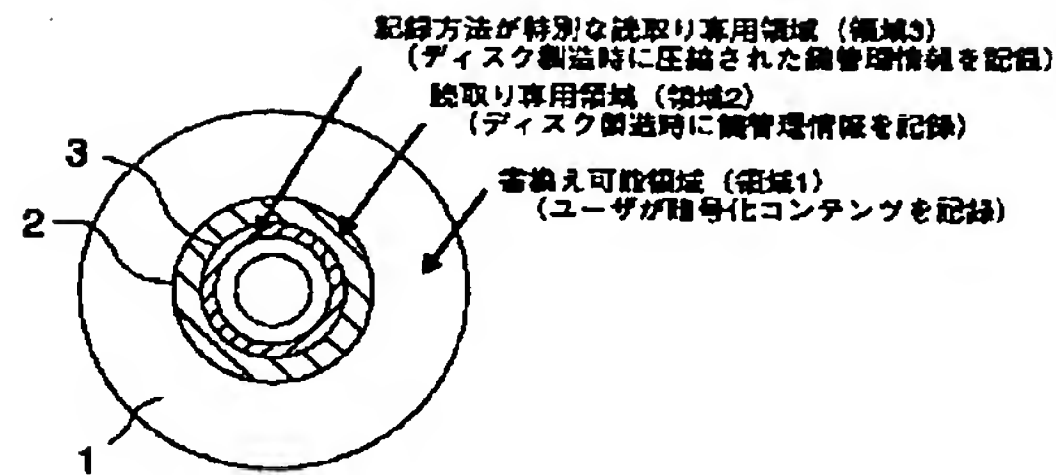 記録方法が特別な読取り専用領域（領域3）
（ディスク製造時に圧縮された鍵管理情報を記録）
読取り専用領域（領域2）
（ディスク製造時に鍵管理情報を記録）
書換え可能領域（領域1）
（ユーザが暗号化コンテンツを記録）
3
2
1